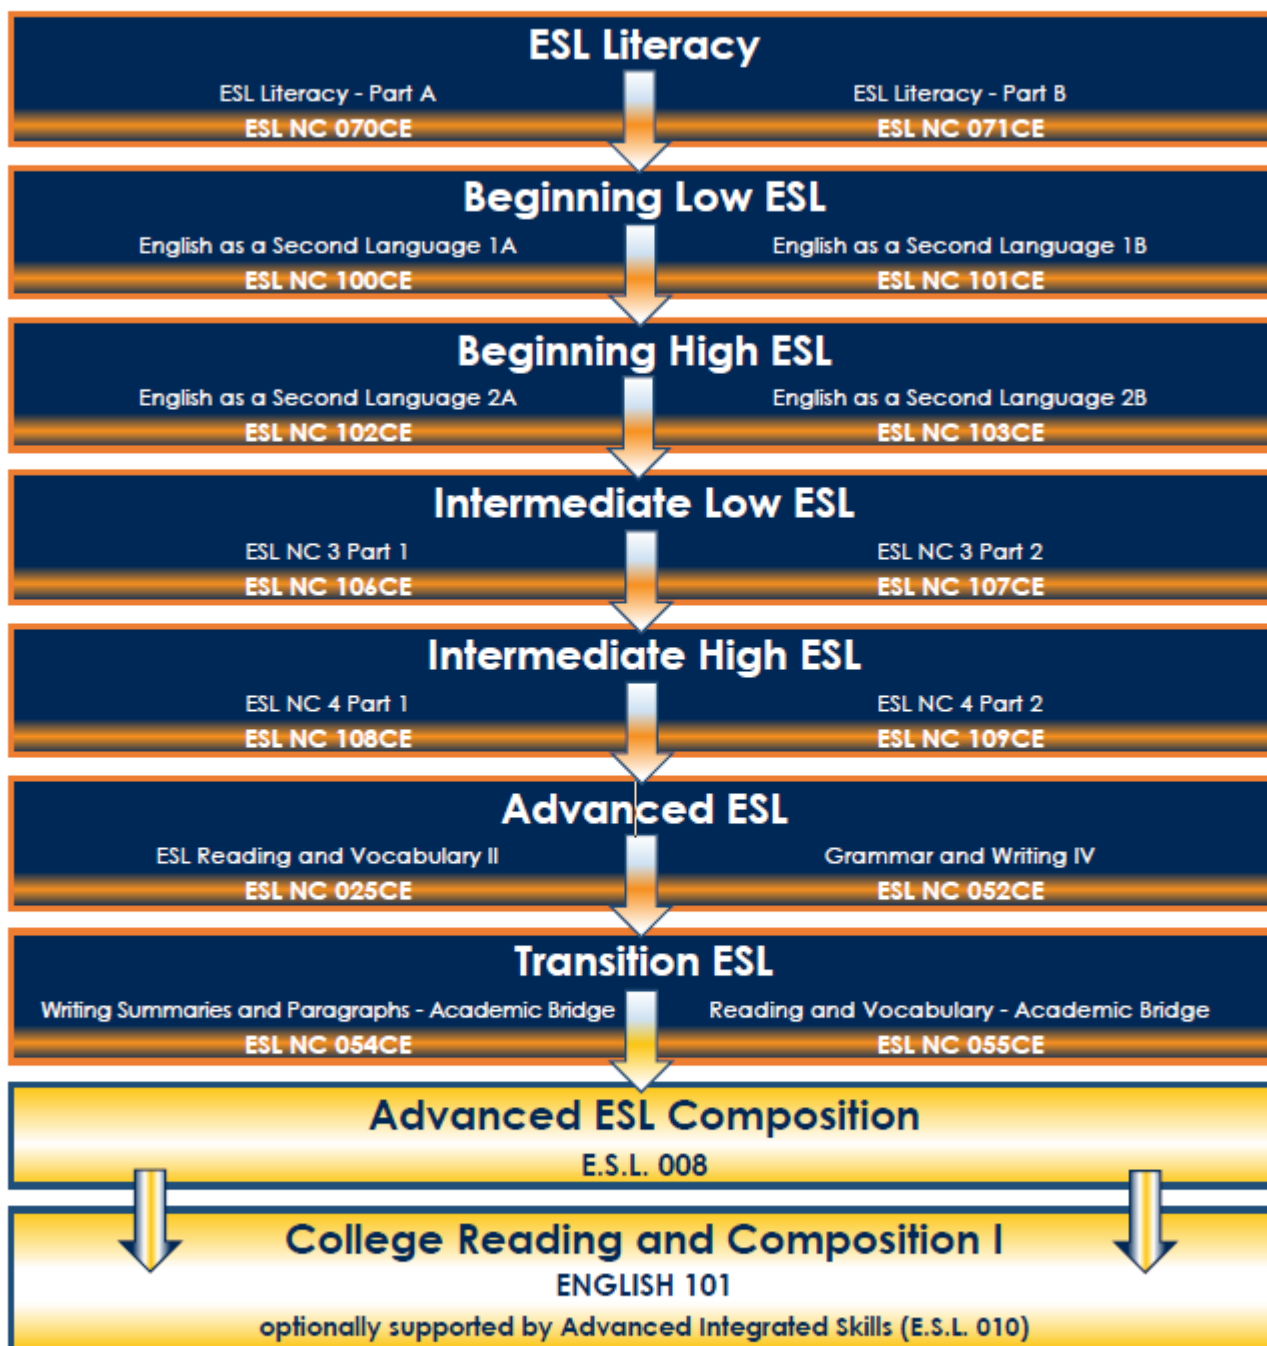 ESL Literacy
ESL Literacy - Part A
ESL NC 070CE
ESL Literacy - Part B
ESL NC 071CE
Beginning Low ESL
English as a Second Language 1A
ESL NC 100CE
English as a Second Language 1B
ESL NC 101CE
Beginning High ESL
English as a Second Language 2A
ESL NC 102CE
English as a Second Language 2B
ESL NC 103CE
Intermediate Low ESL
ESL NC 3 Part 1
ESL NC 106CE
ESL NC 3 Part 2
ESL NC 107CE
Intermediate High ESL
ESL NC 4 Part 1
ESL NC 108CE
ESL NC 4 Part 2
ESL NC 109CE
Advanced ESL
ESL Reading and Vocabulary II
ESL NC 025CE
Grammar and Writing IV
ESL NC 052CE
Transition ESL
Writing Summaries and Paragraphs - Academic Bridge
ESL NC 054CE
Reading and Vocabulary - Academic Bridge
ESL NC 055CE
Advanced ESL Composition
E.S.L. 008
College Reading and Composition I
ENGLISH 101
optionally supported by Advanced Integrated Skills (E.S.L. 010)